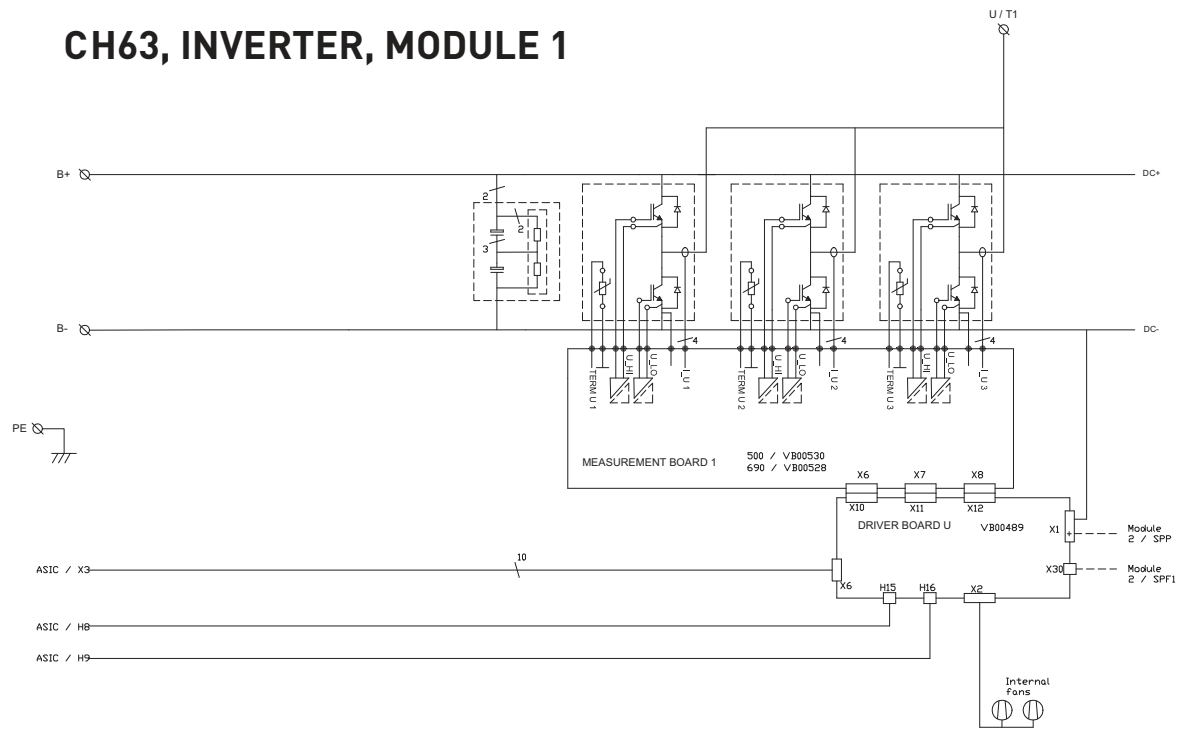 U / T1
CH63, INVERTER, MODULE 1
B+
DC+
2
2
3
B-
DC-
4
4
4
TERM U 1
U_HI
U_LO
I_U 1
TERM U 2
U_HI
U_LO
I_U 2
TERM U 3
U_HI
U_LO
I_U 3
PE
MEASUREMENT BOARD 1
500 / VB00530
690 / VB00528
X6
X7
X8
X10
X11
X12
DRIVER BOARD U
VB00489
X1
+
Module
2 / SPP
ASIC / X3
10
X6
H15
H16
X2
X30
Module
2 / SPF1
ASIC / H8
ASIC / H9
Internal
fans